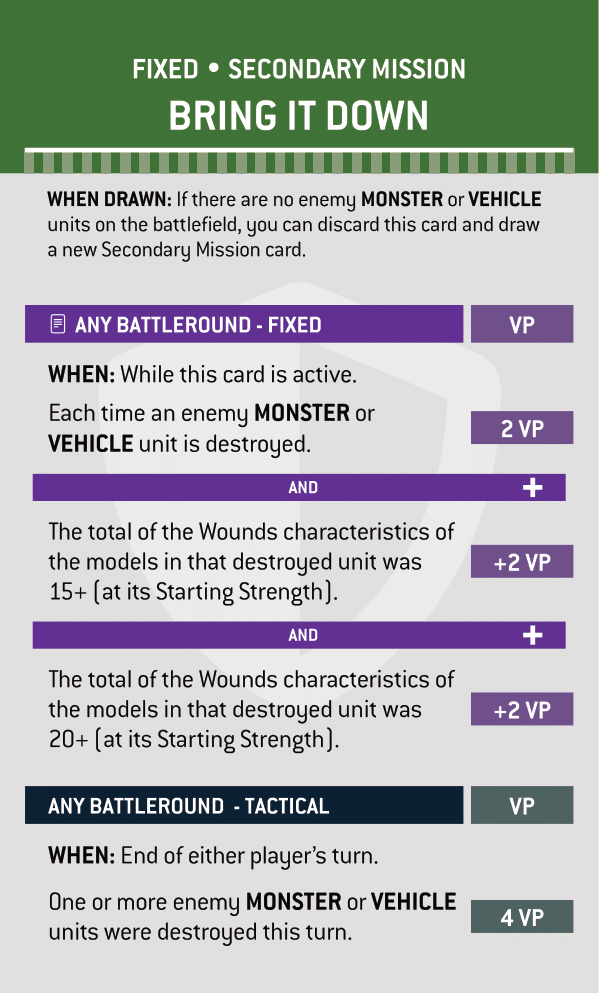 FIXED • SECONDARY MISSION
BRING IT DOWN
WHEN DRAWN: If there are no enemy MONSTER or VEHICLE
units on the battlefield, you can discard this card and draw
a new Secondary Mission card.
ANY BATTLEROUND - FIXED
VP
WHEN: While this card is active.
Each time an enemy MONSTER or
VEHICLE unit is destroyed.
2 VP
AND +
The total of the Wounds characteristics of
the models in that destroyed unit was
15+ (at its Starting Strength).
+2 VP
AND +
The total of the Wounds characteristics of
the models in that destroyed unit was
20+ (at its Starting Strength).
+2 VP
ANY BATTLEROUND - TACTICAL
VP
WHEN: End of either player's turn.
One or more enemy MONSTER or VEHICLE
units were destroyed this turn.
4 VP